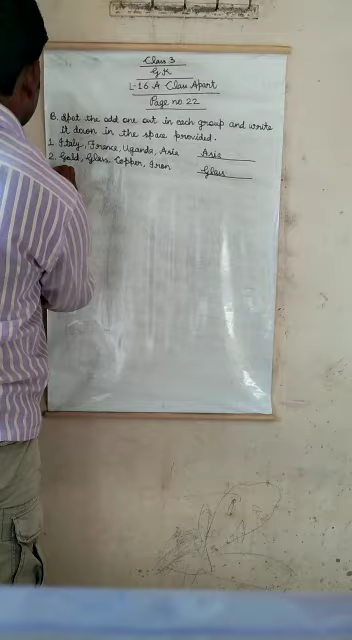 Class 3
G.K
L-16 A Class Apart
Page no. 22
B. Spot the odd one out in each group and write
it down in the space provided.
1. Italy, France, Uganda, Asia Asia
2. Gold, Glass, Copper, Iron Glass